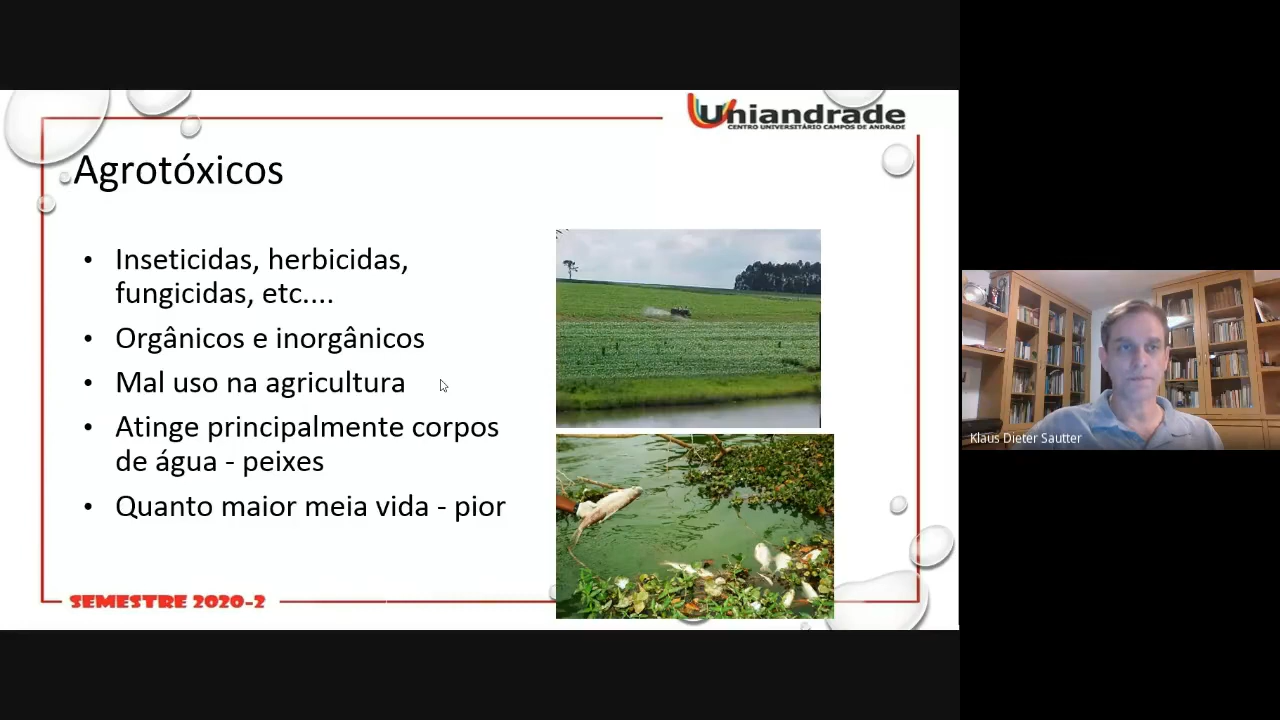 Uniandrade
CENTRO UNIVERSITÁRIO CAMPOS DE ANDRADE
Agrotóxicos
• Inseticidas, herbicidas,
fungicidas, etc....
• Orgânicos e inorgânicos
• Mal uso na agricultura
• Atinge principalmente corpos
de água - peixes
• Quanto maior meia vida - pior
SEMESTRE 2020-2
Klaus Dieter Sautter